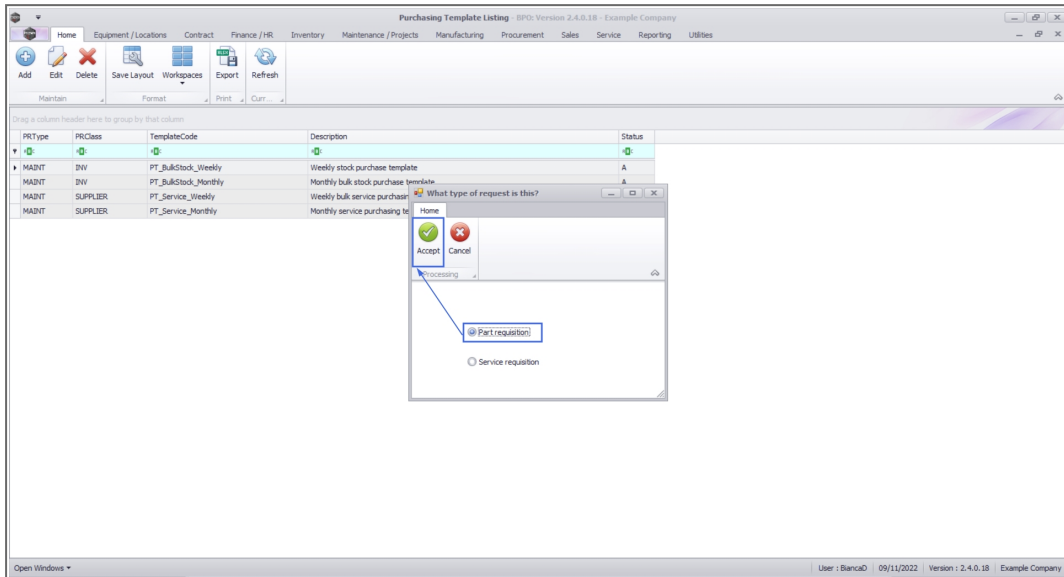 Purchasing Template Listing - BPO: Version 2.4.0.18 - Example Company
Home Equipment / Locations Contract Finance / HR Inventory Maintenance / Projects Manufacturing Procurement Sales Service Reporting Utilities
Add Edit Delete Save Layout Workspaces Export Refresh
Maintain Format Print Curr...
Drag a column header here to group by that column
PRType PRClass TemplateCode Description Status
MAINT INV PT_BulkStock_Weekly Weekly stock purchase template A
MAINT INV PT_BulkStock_Monthly Monthly bulk stock purchase template A
MAINT SUPPLIER PT_Service_Weekly Weekly bulk service purchasin
MAINT SUPPLIER PT_Service_Monthly Monthly service purchasing te
What type of request is this?
Home
Accept Cancel
Processing
Part requisition
Service requisition
Open Windows User : BiancaD 09/11/2022 Version : 2.4.0.18 Example Company